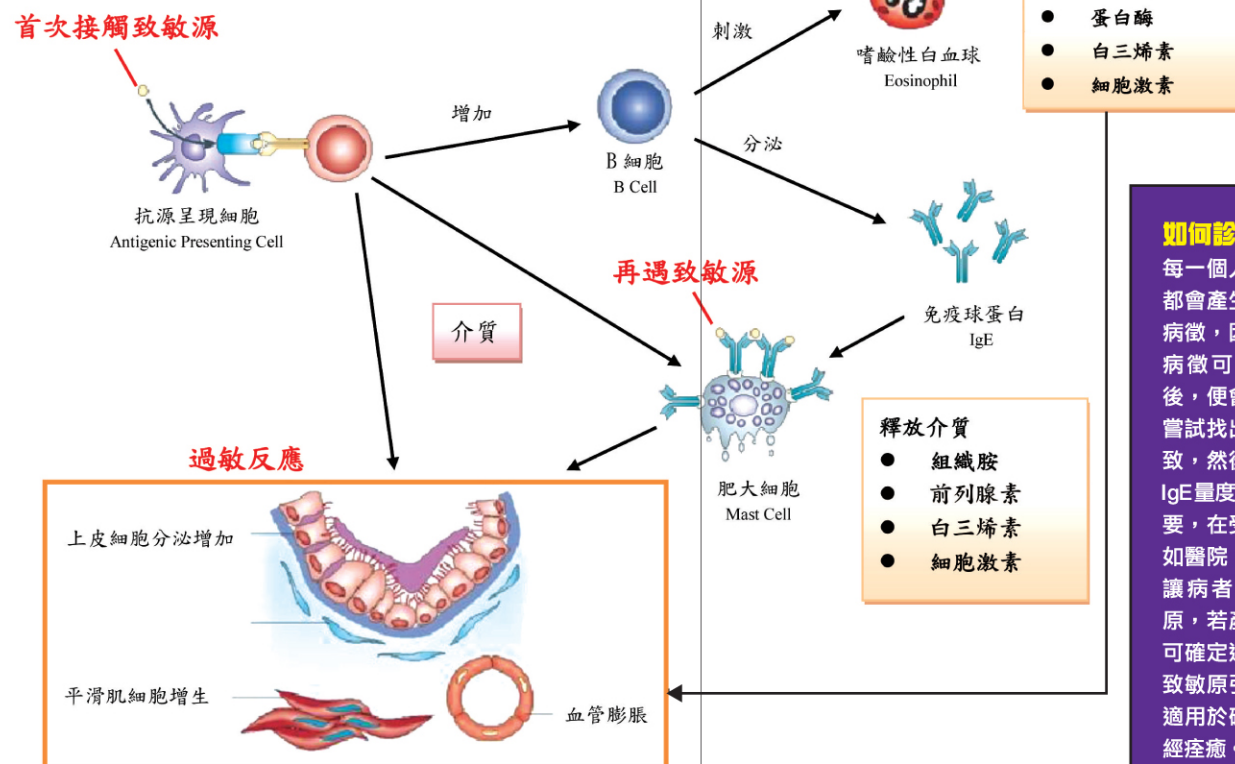 首次接觸致敏源
抗源呈現細胞
Antigenic Presenting Cell
增加
B 細胞
B Cell
刺激
嗜鹼性白血球
Eosinophil
● 蛋白酶
● 白三烯素
● 細胞激素
分泌
免疫球蛋白
IgE
再遇致敏源
介質
肥大細胞
Mast Cell
釋放介質
● 組織胺
● 前列腺素
● 白三烯素
● 細胞激素
過敏反應
上皮細胞分泌增加
平滑肌細胞增生
血管膨脹
如何診
每一個
都會產生
病徵，
病徵可
後，便
嘗試找
致，然
IgE量度
要，在
如醫院
讓病者
原，若
可確定
致敏原
適用於
經痊癒